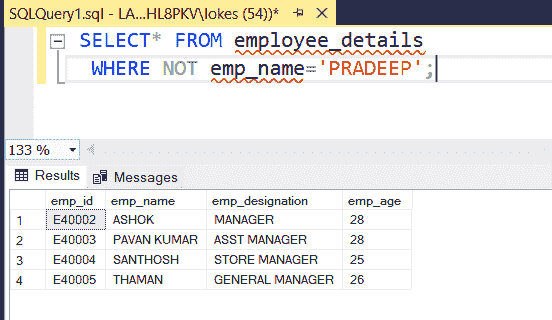 SQLQuery1.sql - LA...HL8PKV\lokes (54))*
SELECT* FROM employee_details
WHERE NOT emp_name='PRADEEP';
133 %
Results Messages
emp_id emp_name emp_designation emp_age
1 E40002 ASHOK MANAGER 28
2 E40003 PAVAN KUMAR ASST MANAGER 28
3 E40004 SANTHOSH STORE MANAGER 25
4 E40005 THAMAN GENERAL MANAGER 26